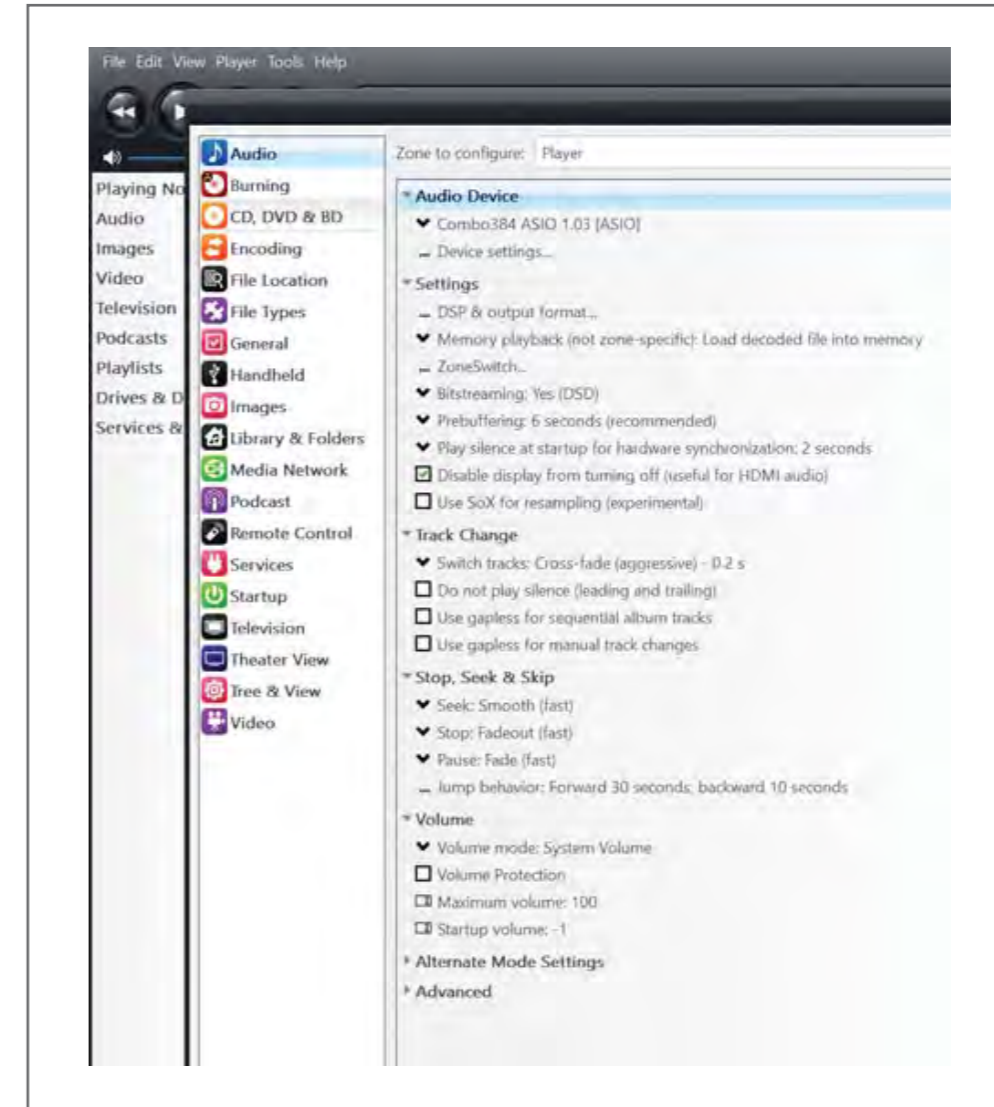 File Edit View Player Tools Help
Playing No
Audio
Images
Video
Television
Podcasts
Playlists
Drives & D
Services &
Audio
Burning
CD, DVD & BD
Encoding
File Location
File Types
General
Handheld
Images
Library & Folders
Media Network
Podcast
Remote Control
Services
Startup
Television
Theater View
Tree & View
Video
Zone to configure: Player
Audio Device
Combo384 ASIO 1.03 [ASIO]
Device settings...
Settings
DSP & output format...
Memory playback (not zone-specific): Load decoded file into memory
ZoneSwitch...
Bitstreaming: Yes (DSD)
Prebuffering: 6 seconds (recommended)
Play silence at startup for hardware synchronization: 2 seconds
Disable display from turning off (useful for HDMI audio)
Use SoX for resampling (experimental)
Track Change
Switch tracks: Cross-fade (aggressive) - 0.2 s
Do not play silence (leading and trailing)
Use gapless for sequential album tracks
Use gapless for manual track changes
Stop, Seek & Skip
Seek: Smooth (fast)
Stop: Fadeout (fast)
Pause: Fade (fast)
Jump behavior: Forward 30 seconds, backward 10 seconds
Volume
Volume mode: System Volume
Volume Protection
Maximum volume: 100
Startup volume: -1
Alternate Mode Settings
Advanced